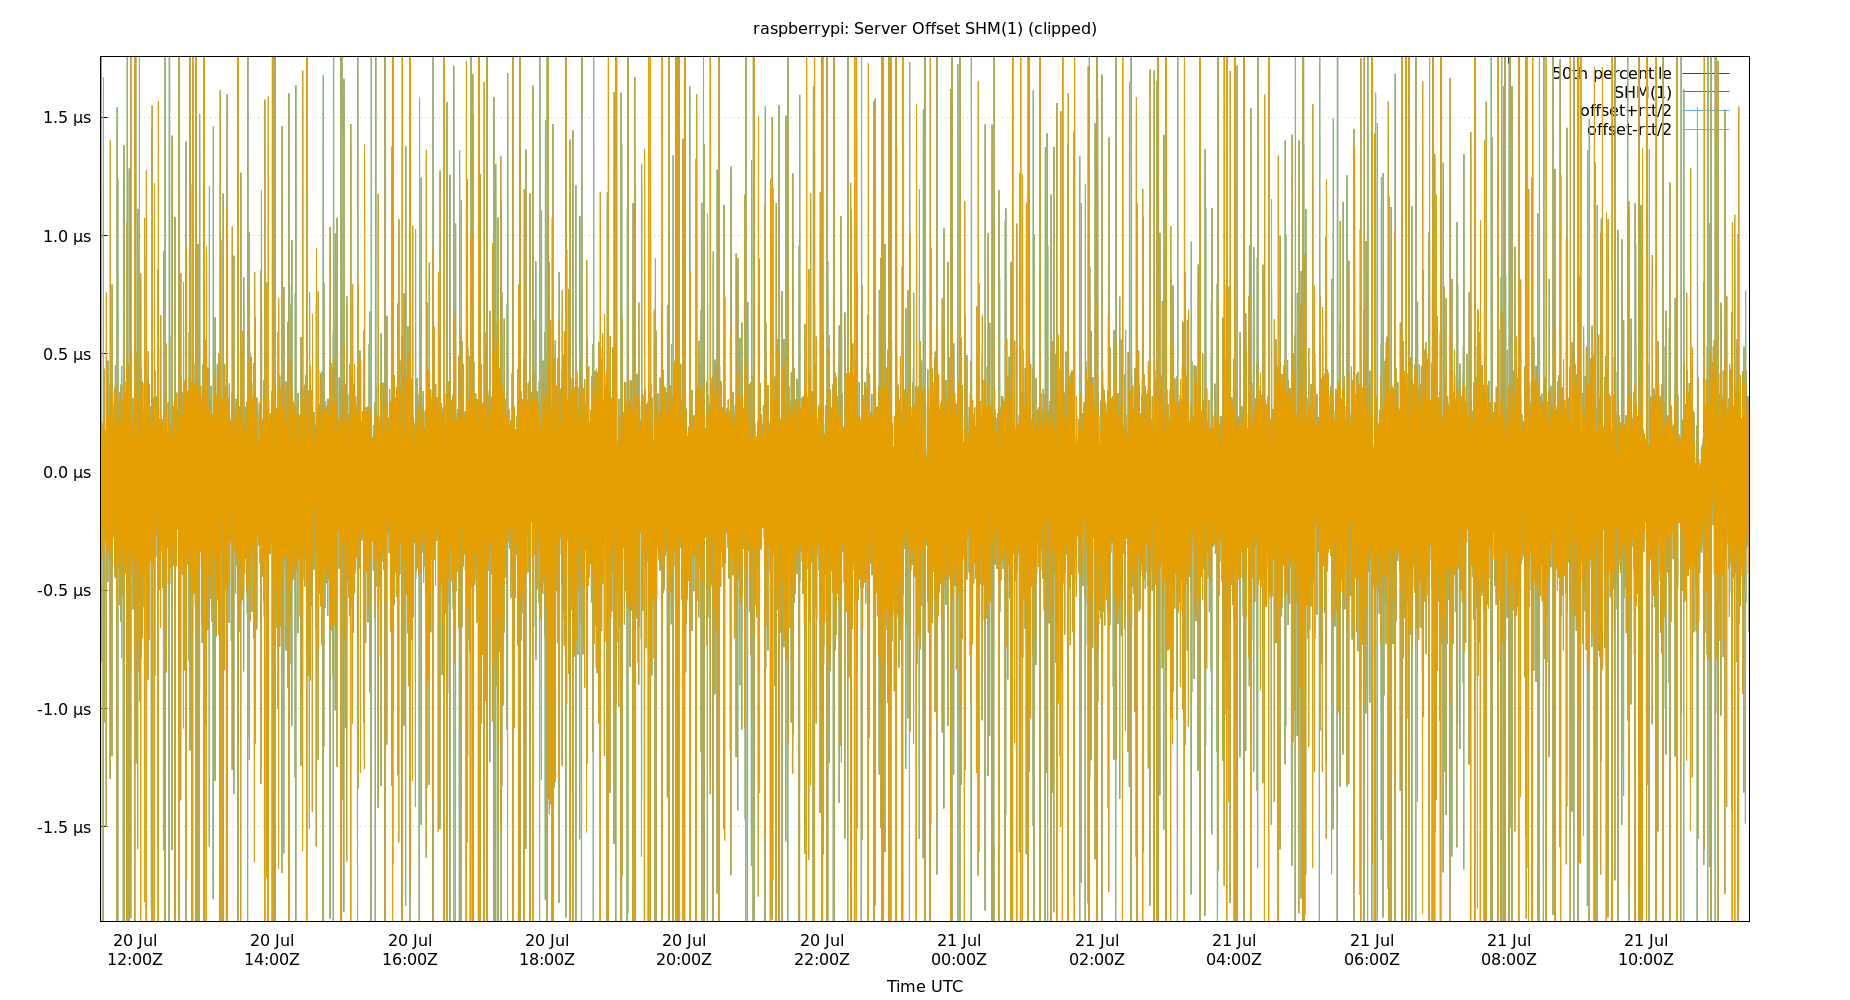 raspberrypi: Server Offset SHM(1) (clipped)
50th percentile
SHM(1)
offset+rtt/2
offset-rtt/2
1.5 µs
1.0 µs
0.5 µs
0.0 µs
-0.5 µs
-1.0 µs
-1.5 µs
20 Jul 20 Jul 20 Jul 20 Jul 20 Jul 20 Jul 21 Jul 21 Jul 21 Jul 21 Jul 21 Jul 21 Jul
12:00Z 14:00Z 16:00Z 18:00Z 20:00Z 22:00Z 00:00Z 02:00Z 04:00Z 06:00Z 08:00Z 10:00Z
Time UTC